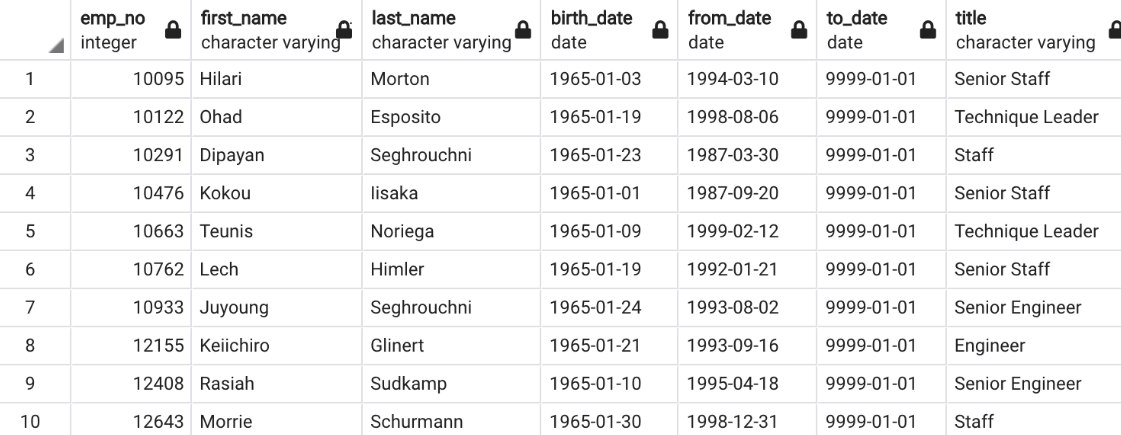 emp_no first_name last_name birth_date from_date to_date title
integer character varying character varying date date date character varying
1 10095 Hilari Morton 1965-01-03 1994-03-10 9999-01-01 Senior Staff
2 10122 Ohad Esposito 1965-01-19 1998-08-06 9999-01-01 Technique Leader
3 10291 Dipayan Seghrouchni 1965-01-23 1987-03-30 9999-01-01 Staff
4 10476 Kokou Iisaka 1965-01-01 1987-09-20 9999-01-01 Senior Staff
5 10663 Teunis Noriega 1965-01-09 1999-02-12 9999-01-01 Technique Leader
6 10762 Lech Himler 1965-01-19 1992-01-21 9999-01-01 Senior Staff
7 10933 Juyoung Seghrouchni 1965-01-24 1993-08-02 9999-01-01 Senior Engineer
8 12155 Keiichiro Glinert 1965-01-21 1993-09-16 9999-01-01 Engineer
9 12408 Rasiah Sudkamp 1965-01-10 1995-04-18 9999-01-01 Senior Engineer
10 12643 Morrie Schurmann 1965-01-30 1998-12-31 9999-01-01 Staff